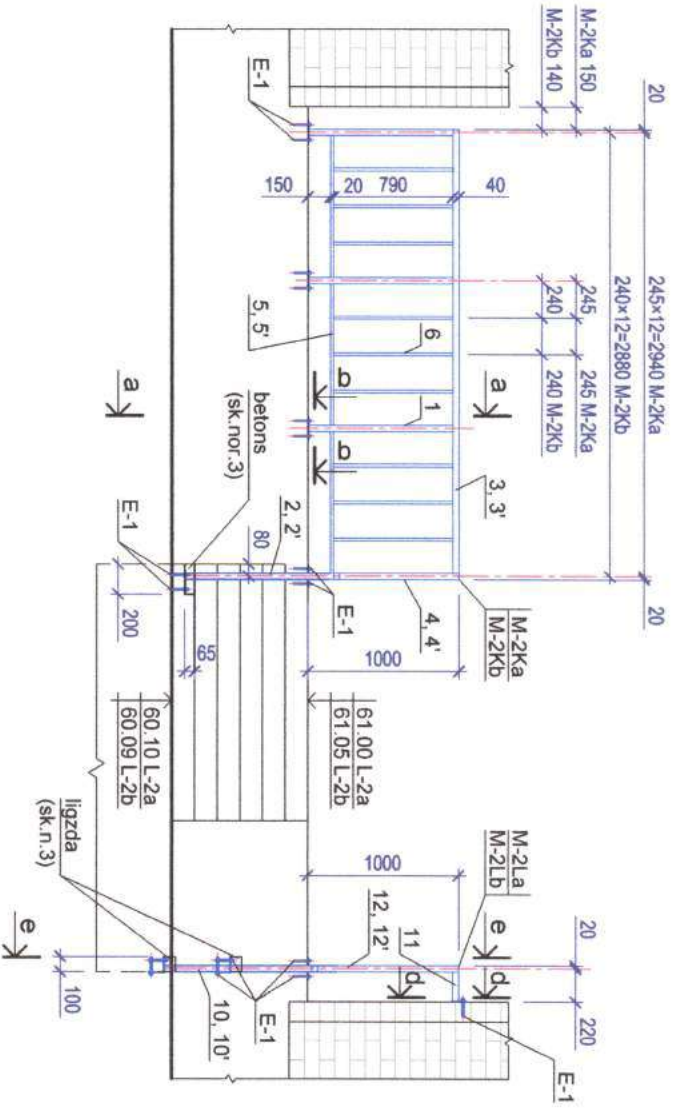 20
245×12=2940 M-2Ka
20
240×12=2880 M-2Kb
M-2Ka 150
M-2Kb 140
245
245 M-2Ka
240
240 M-2Kb
M-2Ka
M-2Kb
M-2La
M-2Lb
20
220
40
790
20
150
a
3, 3'
4, 4'
6
1
5, 5'
b
b
E-1
E-1
1000
1000
e
d
d
11
12, 12'
E-1
61.00 L-2a
61.05 L-2b
betons
(sk.nor.3)
2, 2'
80
65
200
E-1
E-1
a
60.10 L-2a
60.09 L-2b
ligzda
(sk.n.3)
10, 10'
100
e